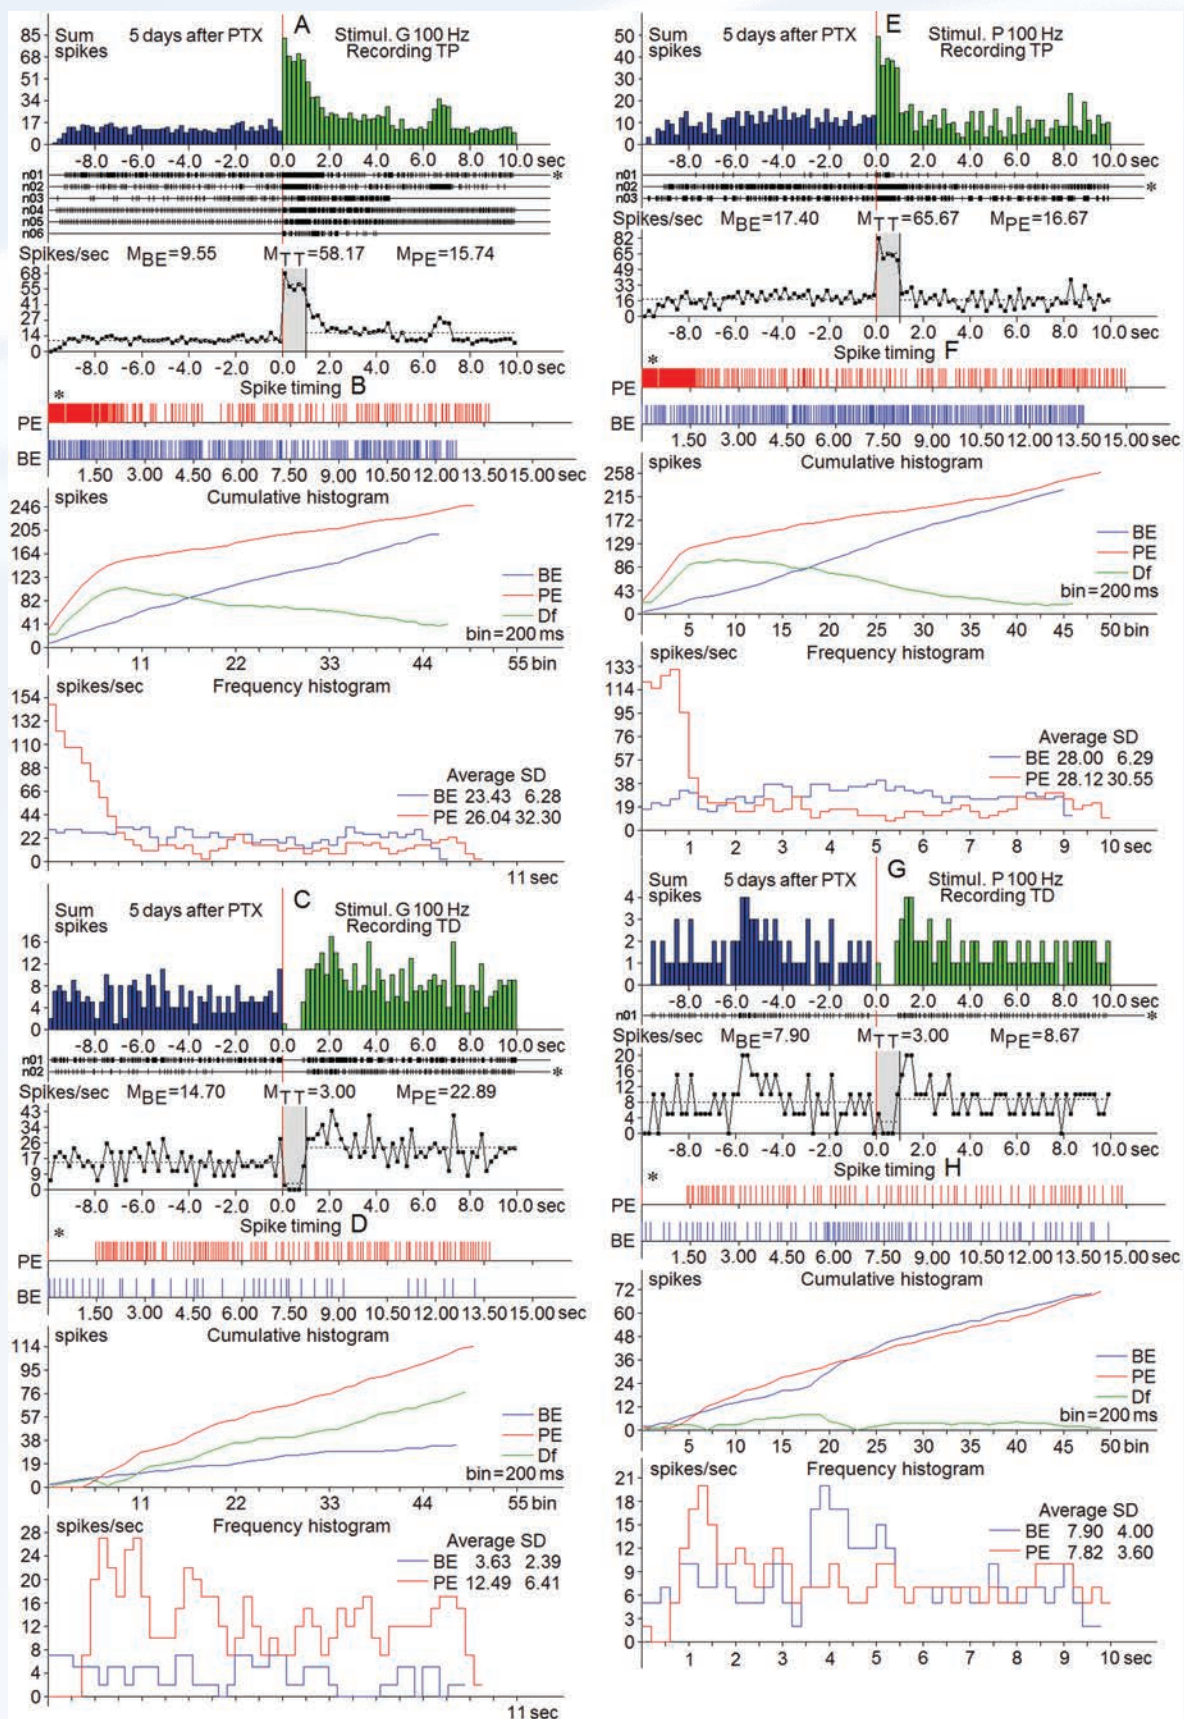 A
Sum spikes 5 days after PTX Stimul. G 100 Hz Recording TP
85
68
51
34
17
0
-8.0 -6.0 -4.0 -2.0 0.0 2.0 4.0 6.0 8.0 10.0 sec
n01 *
n02
n03
n04
n05
n06
Spikes/sec MBE=9.55 MTT=58.17 MPE=15.74
68
55
41
27
14
0
-8.0 -6.0 -4.0 -2.0 0.0 2.0 4.0 6.0 8.0 10.0 sec
Spike timing B
*
PE
BE
1.50 3.00 4.50 6.00 7.50 9.00 10.50 12.00 13.50 15.00 sec
spikes Cumulative histogram
246
205
164
123
82
41
0
BE
PE
Df
bin=200 ms
11 22 33 44 55 bin
spikes/sec Frequency histogram
154
132
110
88
66
44
22
0
Average SD
BE 23.43 6.28
PE 26.04 32.30
11 sec
C
Sum spikes 5 days after PTX Stimul. G 100 Hz Recording TD
16
12
8
4
0
-8.0 -6.0 -4.0 -2.0 0.0 2.0 4.0 6.0 8.0 10.0 sec
n01
n02 *
Spikes/sec MBE=14.70 MTT=3.00 MPE=22.89
43
34
26
17
9
0
-8.0 -6.0 -4.0 -2.0 0.0 2.0 4.0 6.0 8.0 10.0 sec
Spike timing D
*
PE
BE
1.50 3.00 4.50 6.00 7.50 9.00 10.50 12.00 13.50 15.00 sec
spikes Cumulative histogram
114
95
76
57
38
19
0
BE
PE
Df
bin=200 ms
11 22 33 44 55 bin
spikes/sec Frequency histogram
28
24
20
16
12
8
4
0
Average SD
BE 3.63 2.39
PE 12.49 6.41
11 sec
E
Sum spikes 5 days after PTX Stimul. P 100 Hz Recording TP
50
40
30
20
10
0
-8.0 -6.0 -4.0 -2.0 0.0 2.0 4.0 6.0 8.0 10.0 sec
n01
n02 *
n03
Spikes/sec MBE=17.40 MTT=65.67 MPE=16.67
82
65
49
33
16
0
-8.0 -6.0 -4.0 -2.0 0.0 2.0 4.0 6.0 8.0 10.0 sec
Spike timing F
*
PE
BE
1.50 3.00 4.50 6.00 7.50 9.00 10.50 12.00 13.50 15.00 sec
spikes Cumulative histogram
258
215
172
129
86
43
0
BE
PE
Df
bin=200 ms
5 10 15 20 25 30 35 40 45 50 bin
spikes/sec Frequency histogram
133
114
95
76
57
38
19
0
Average SD
BE 28.00 6.29
PE 28.12 30.55
1 2 3 4 5 6 7 8 9 10 sec
G
Sum spikes 5 days after PTX Stimul. P 100 Hz Recording TD
4
3
2
1
0
-8.0 -6.0 -4.0 -2.0 0.0 2.0 4.0 6.0 8.0 10.0 sec
n01 *
Spikes/sec MBE=7.90 MTT=3.00 MPE=8.67
20
16
12
8
4
0
-8.0 -6.0 -4.0 -2.0 0.0 2.0 4.0 6.0 8.0 10.0 sec
Spike timing H
*
PE
BE
1.50 3.00 4.50 6.00 7.50 9.00 10.50 12.00 13.50 15.00 sec
spikes Cumulative histogram
72
60
48
36
24
12
0
BE
PE
Df
bin=200 ms
5 10 15 20 25 30 35 40 45 50 bin
spikes/sec Frequency histogram
21
18
15
12
9
6
3
0
Average SD
BE 7.90 4.00
PE 7.82 3.60
1 2 3 4 5 6 7 8 9 10 sec